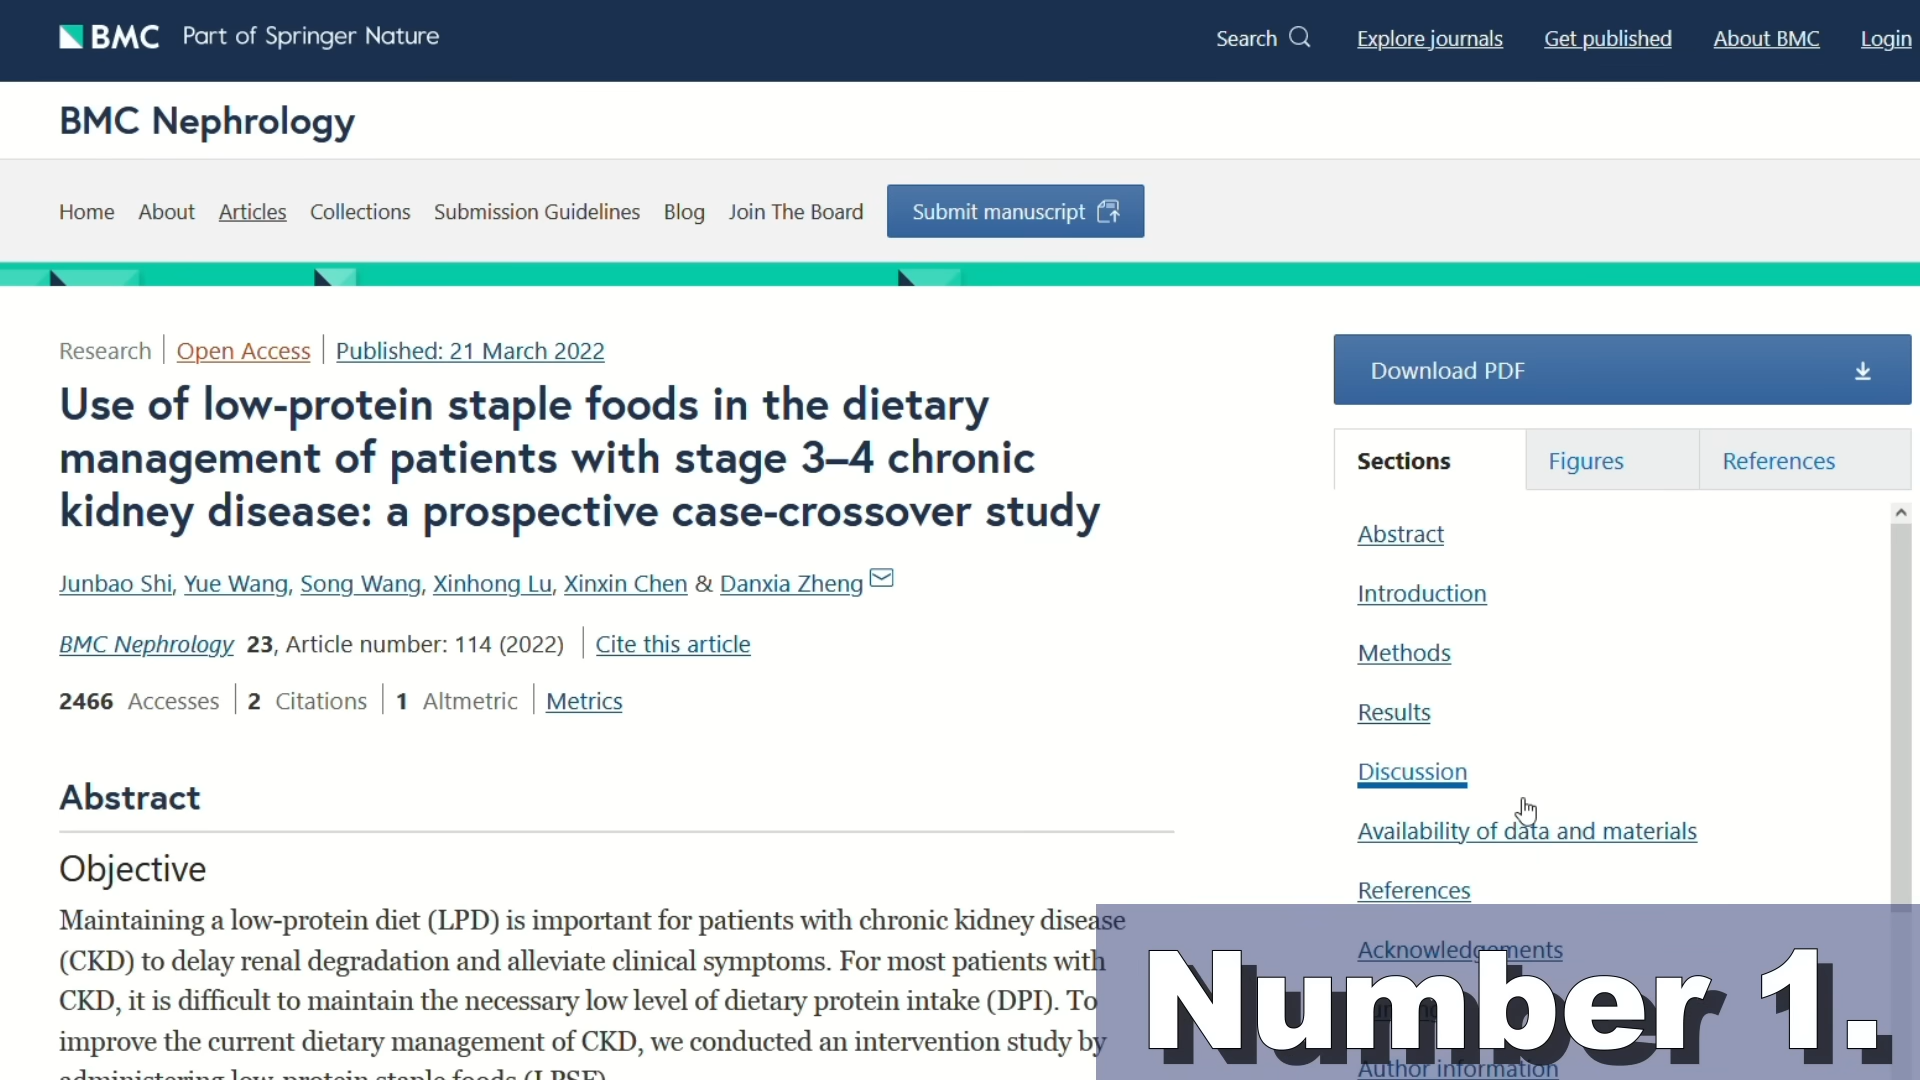 BMC Part of Springer Nature
Search Explore journals Get published About BMC Login
BMC Nephrology
Home About Articles Collections Submission Guidelines Blog Join The Board Submit manuscript
Research Open Access Published: 21 March 2022
Use of low-protein staple foods in the dietary
management of patients with stage 3–4 chronic
kidney disease: a prospective case-crossover study
Junbao Shi, Yue Wang, Song Wang, Xinhong Lu, Xinxin Chen & Danxia Zheng
BMC Nephrology 23, Article number: 114 (2022) Cite this article
2466 Accesses 2 Citations 1 Altmetric Metrics
Abstract
Objective
Maintaining a low-protein diet (LPD) is important for patients with chronic kidney disease
(CKD) to delay renal degradation and alleviate clinical symptoms. For most patients with
CKD, it is difficult to maintain the necessary low level of dietary protein intake (DPI). To
improve the current dietary management of CKD, we conducted an intervention study by
administering low-protein staple foods (LPSF).
Download PDF
Sections Figures References
Abstract
Introduction
Methods
Results
Discussion
Availability of data and materials
References
Acknowledgements
Author information
Number 1.